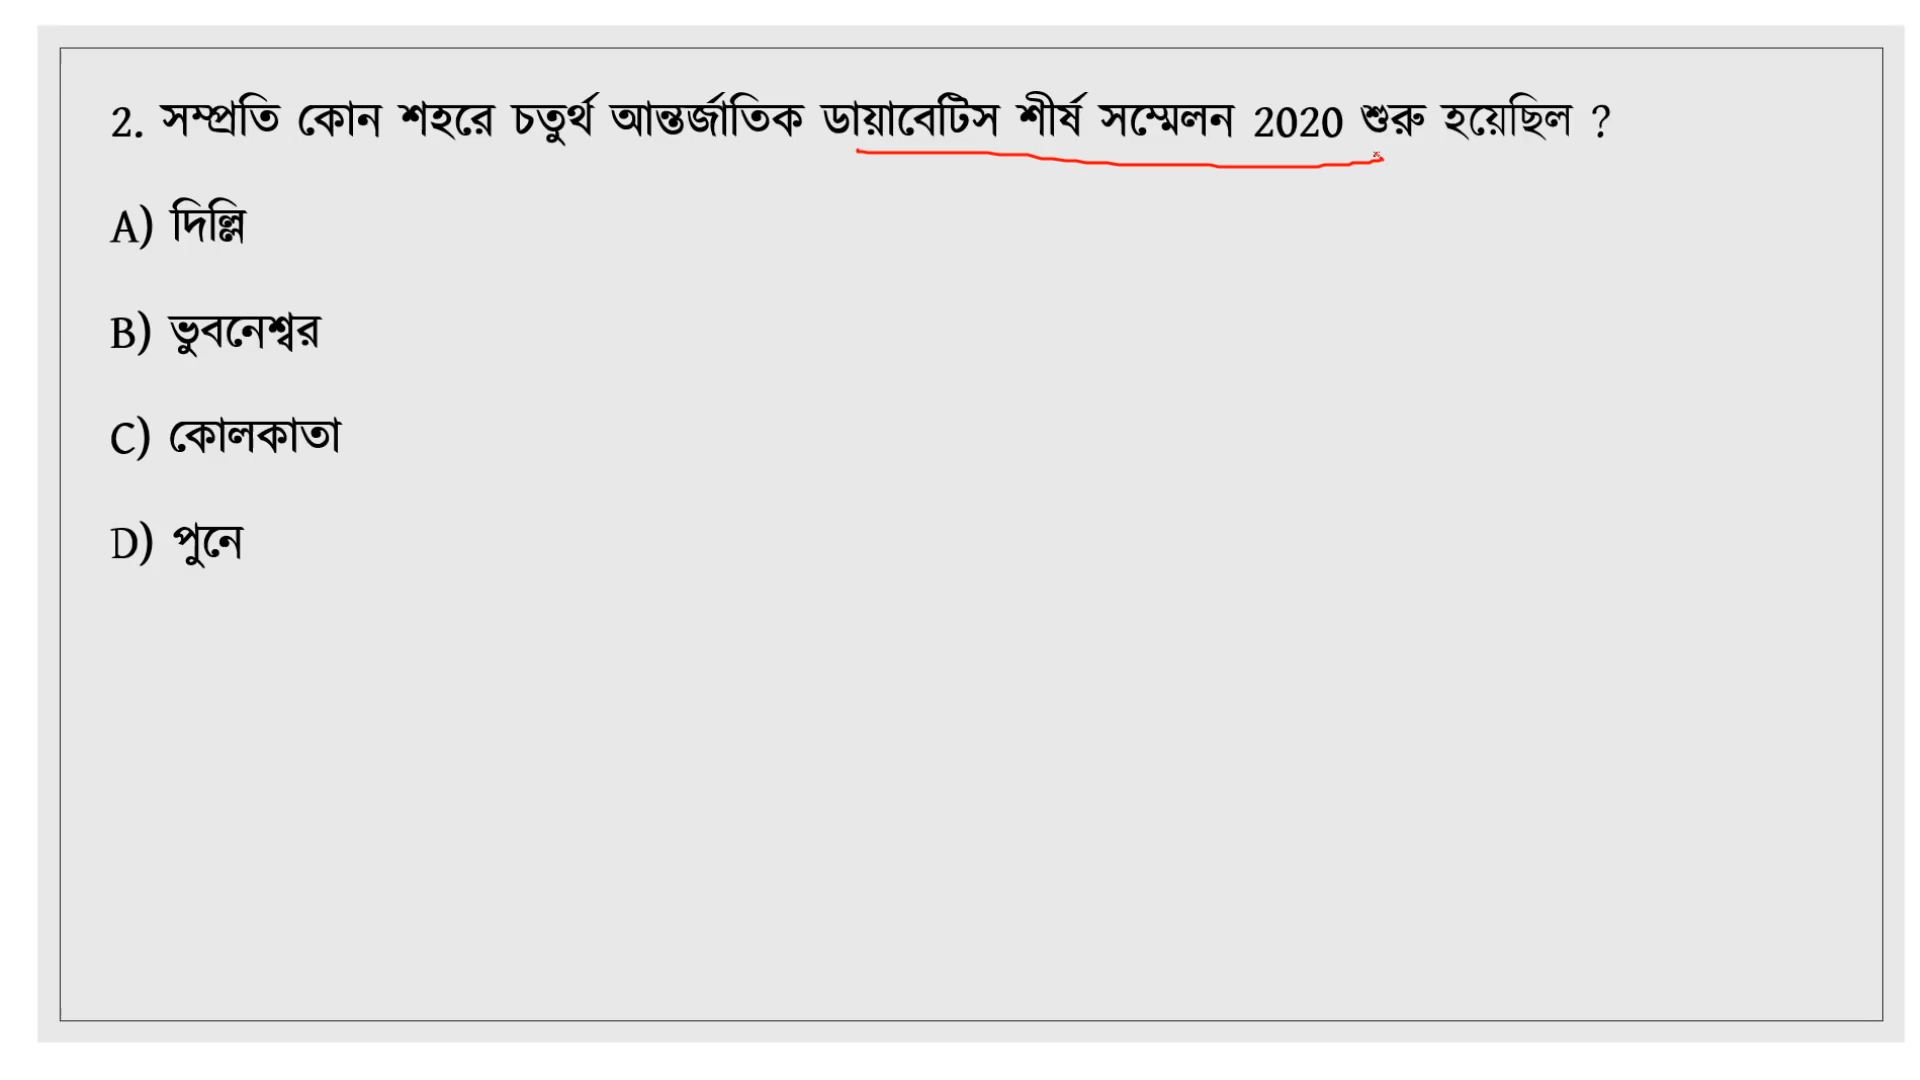 2. সম্প্রতি কোন শহরে চতুর্থ আন্তর্জাতিক ডায়াবেটিস শীর্ষ সম্মেলন 2020 শুরু হয়েছিল ?
A) দিল্লি
B) ভুবনেশ্বর
C) কোলকাতা
D) পুনে